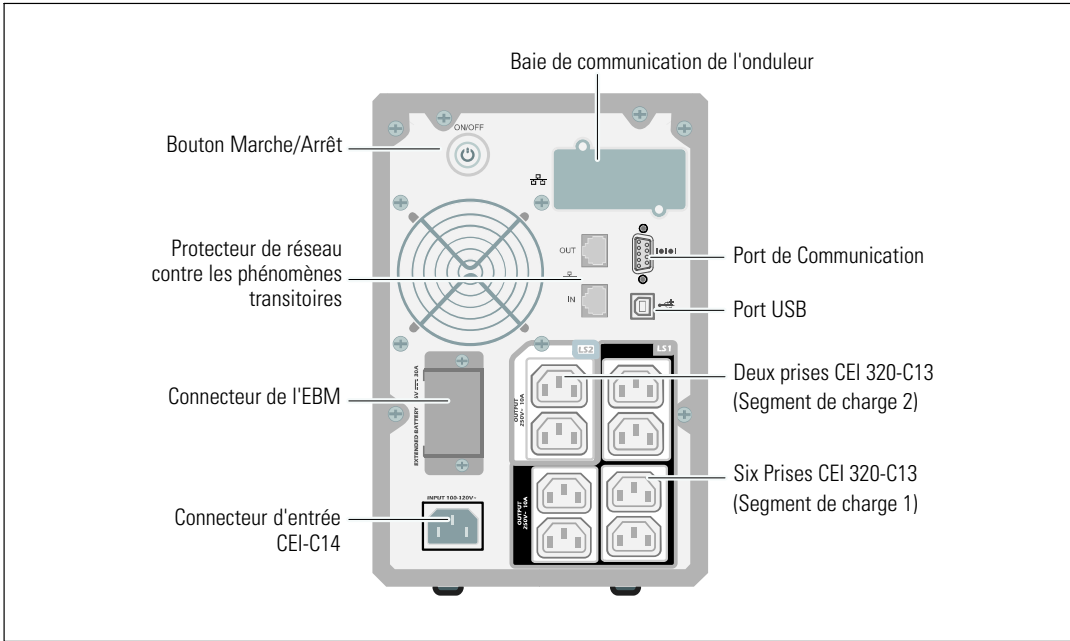 Baie de communication de l'onduleur
Bouton Marche/Arrêt
ON/OFF
Protecteur de réseau
contre les phénomènes
transitoires
OUT
IN
Port de Communication
Port USB
LS2
LS1
Connecteur de l'EBM
EXTENDED BATTERY
V⎓ 30A
OUTPUT
250V~ 10A
Deux prises CEI 320-C13
(Segment de charge 2)
OUTPUT
250V~ 10A
Six Prises CEI 320-C13
(Segment de charge 1)
INPUT 100-120V~
Connecteur d'entrée
CEI-C14